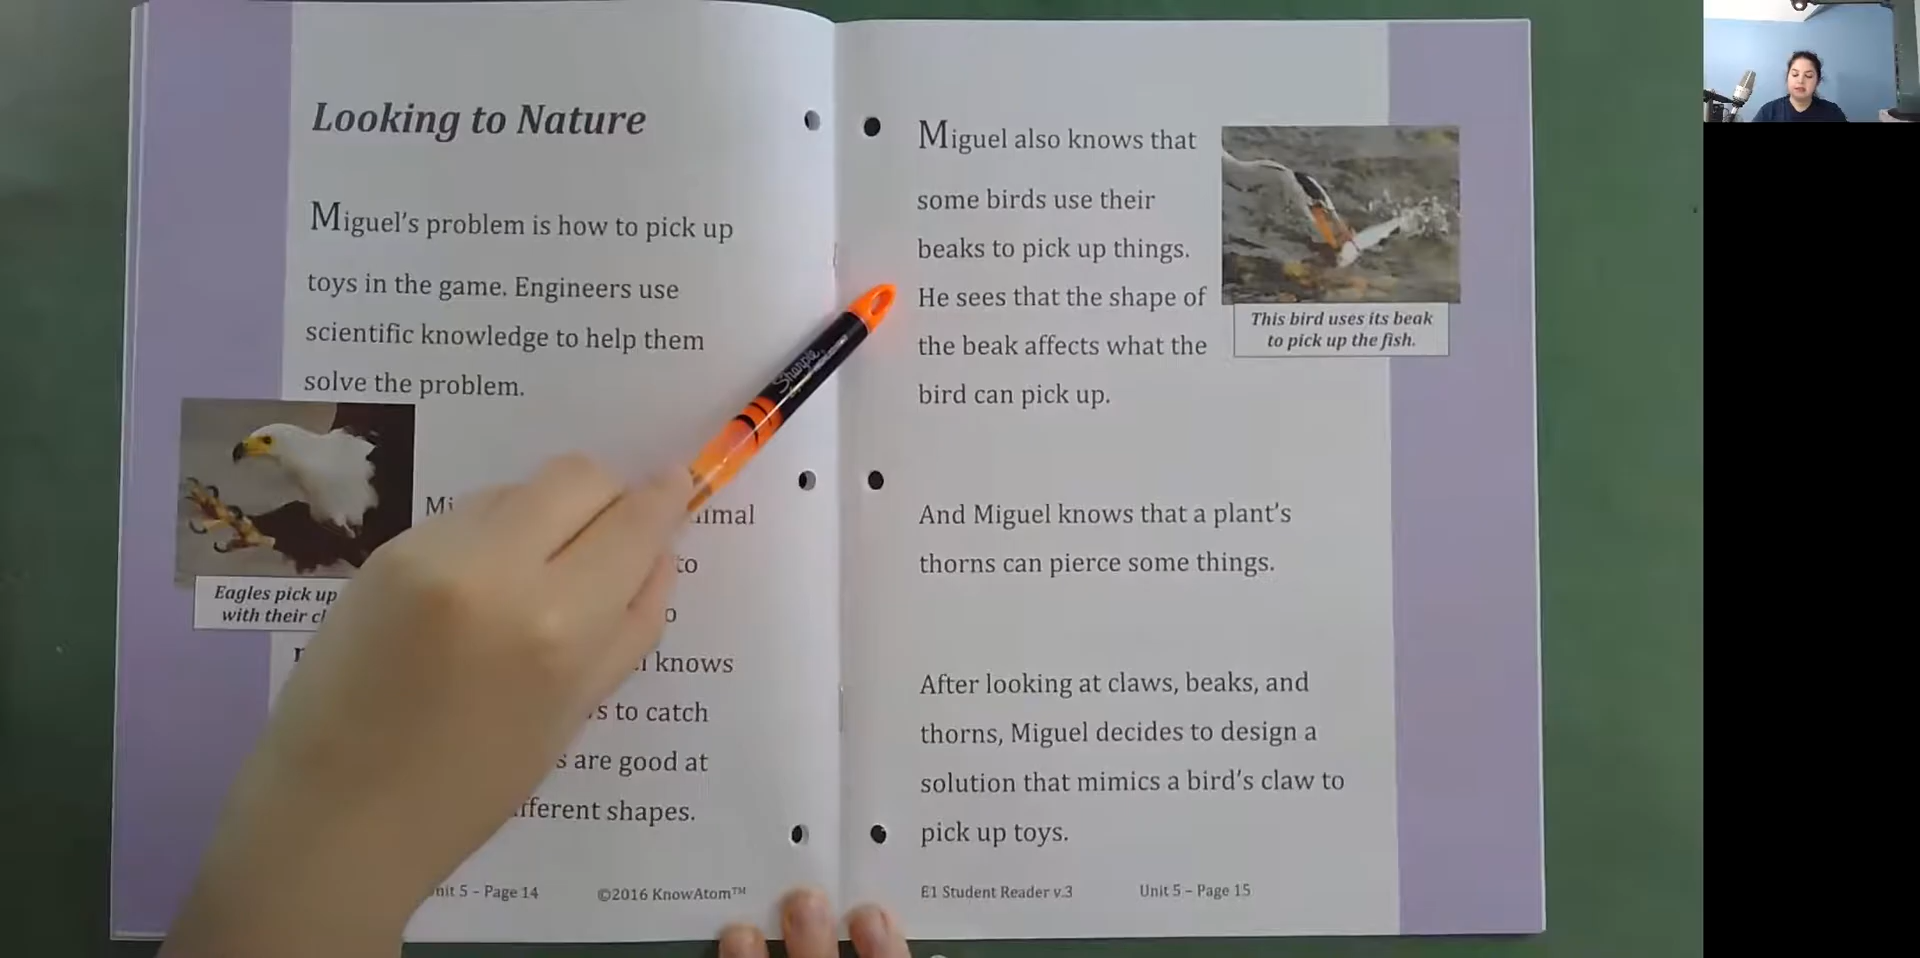 Looking to Nature
Miguel's problem is how to pick up
toys in the game. Engineers use
scientific knowledge to help them
solve the problem.
to
knows
to catch
are good at
shapes.
Eagles pick up
with their
Unit 5 – Page 14 ©2016 KnowAtom™
Sharpie
Miguel also knows that
some birds use their
beaks to pick up things.
He sees that the shape of
the beak affects what the
bird can pick up.
This bird uses its beak
to pick up the fish.
And Miguel knows that a plant's
thorns can pierce some things.
After looking at claws, beaks, and
thorns, Miguel decides to design a
solution that mimics a bird's claw to
pick up toys.
E1 Student Reader v.3 Unit 5 – Page 15